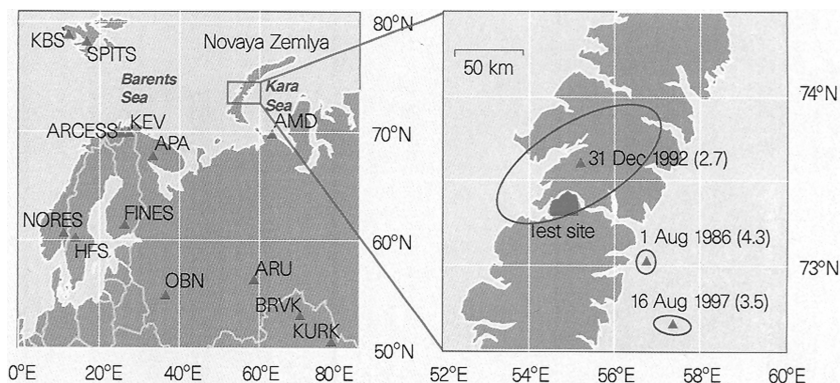 80°N
KBS
SPITS
Novaya Zemlya
Barents
Sea
Kara
Sea
ARCESS
KEV
APA
AMD
70°N
NORES
HFS
FINES
60°N
OBN
ARU
BRVK
KURK
50°N
0°E
20°E
40°E
60°E
80°E
50 km
74°N
31 Dec 1992 (2.7)
Test site
1 Aug 1986 (4.3)
73°N
16 Aug 1997 (3.5)
52°E
54°E
56°E
58°E
60°E